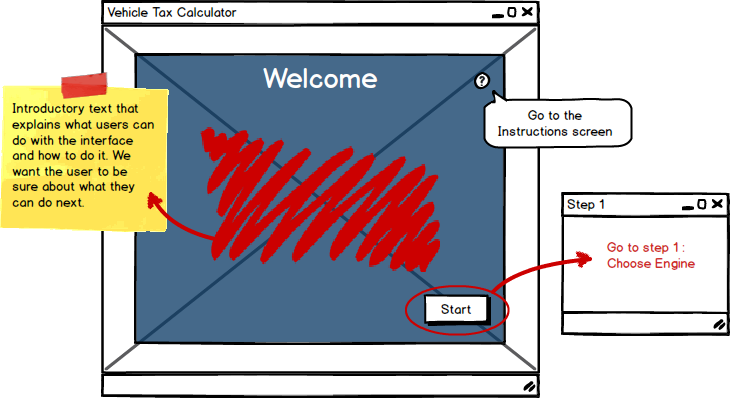 Vehicle Tax Calculator
Welcome
?
Introductory text that
explains what users can
do with the interface
and how to do it. We
want the user to be
sure about what they
can do next.
Go to the
Instructions screen
Start
Step 1
Go to step 1:
Choose Engine